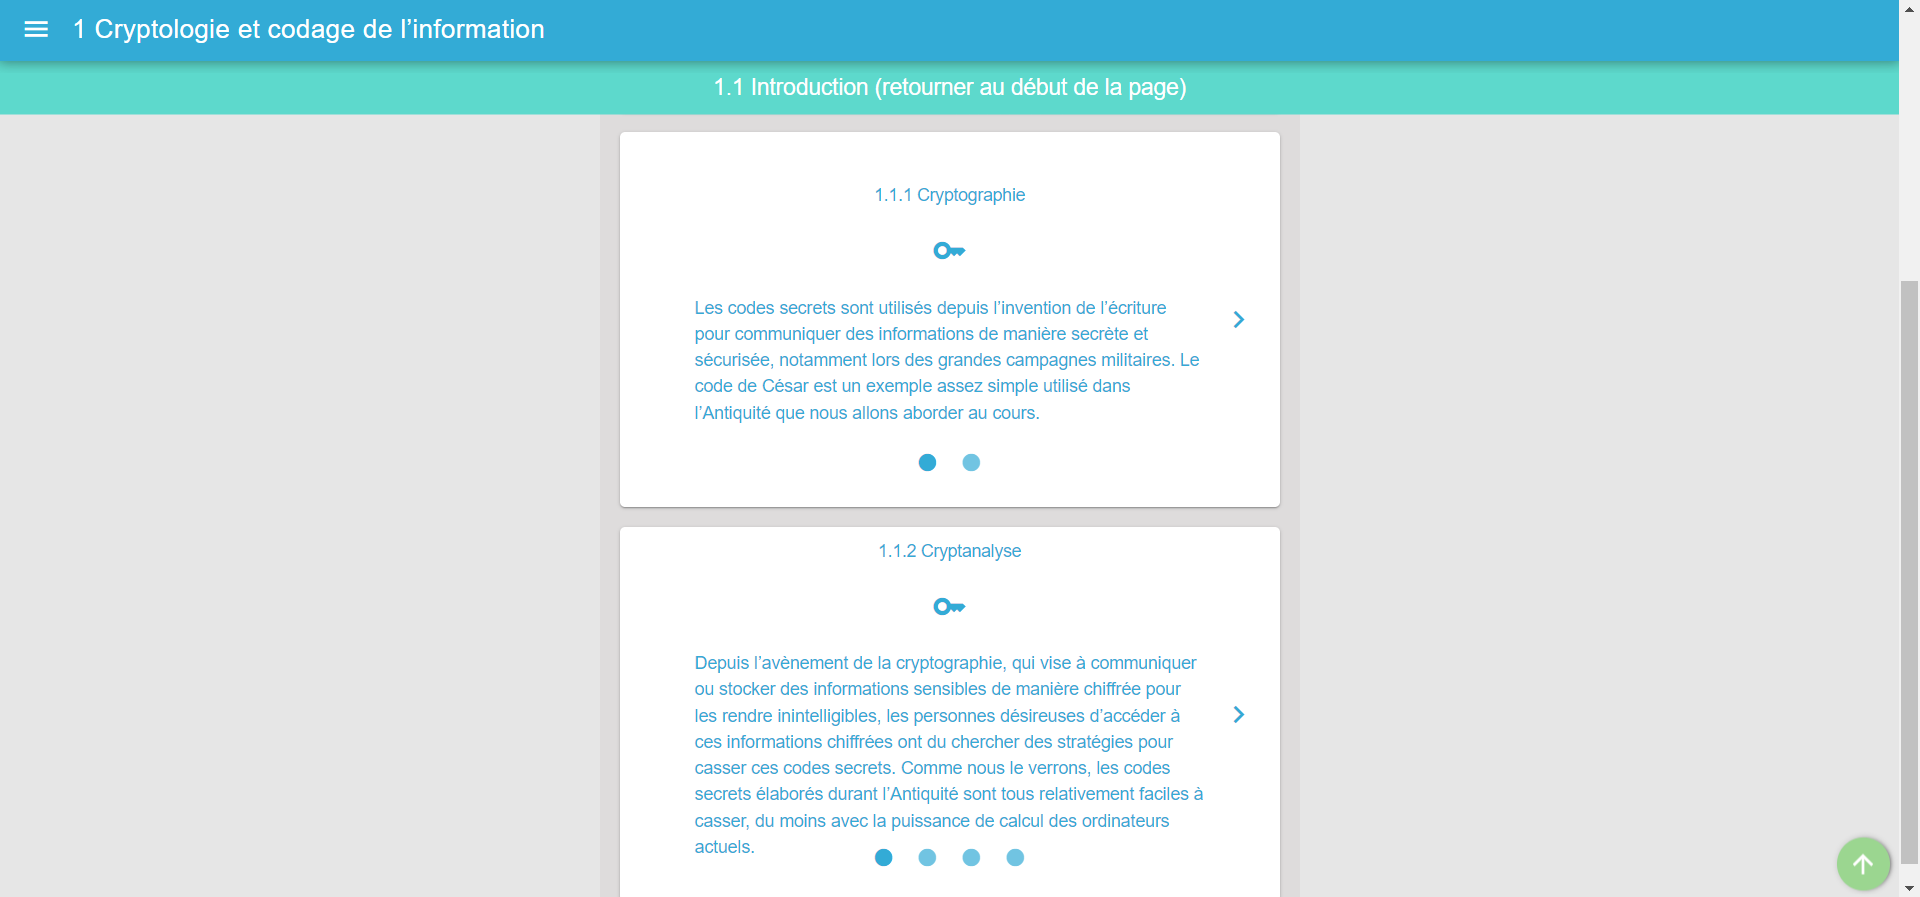 1 Cryptologie et codage de l’information
1.1 Introduction (retourner au début de la page)
1.1.1 Cryptographie
Les codes secrets sont utilisés depuis l’invention de l’écriture
pour communiquer des informations de manière secrète et
sécurisée, notamment lors des grandes campagnes militaires. Le
code de César est un exemple assez simple utilisé dans
l’Antiquité que nous allons aborder au cours.
1.1.2 Cryptanalyse
Depuis l’avènement de la cryptographie, qui vise à communiquer
ou stocker des informations sensibles de manière chiffrée pour
les rendre inintelligibles, les personnes désireuses d’accéder à
ces informations chiffrées ont du chercher des stratégies pour
casser ces codes secrets. Comme nous le verrons, les codes
secrets élaborés durant l’Antiquité sont tous relativement faciles à
casser, du moins avec la puissance de calcul des ordinateurs
actuels.